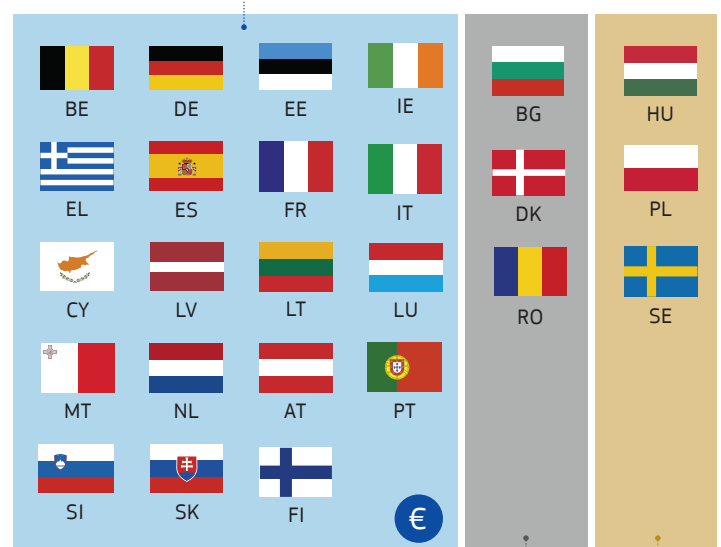 BE DE EE IE
EL ES FR IT
CY LV LT LU
MT NL AT PT
SI SK FI
€
BG
DK
RO
HU
PL
SE